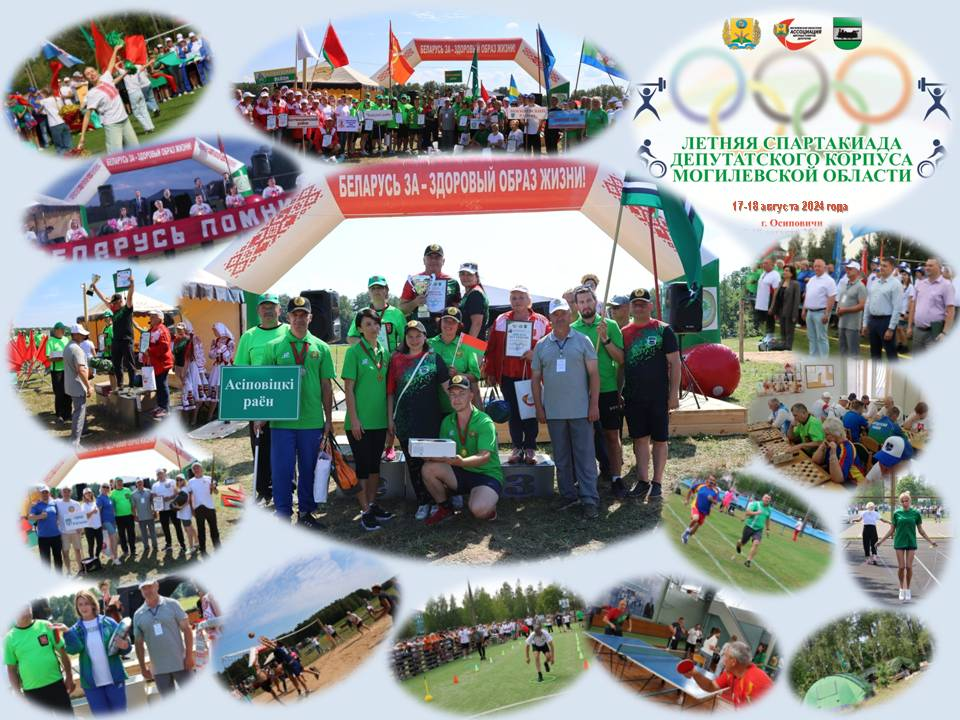 БЕЛАРУСЬ ЗА - ЗДОРОВЫЙ ОБРАЗ ЖИЗНИ!
ЛЕТНЯЯ СПАРТАКИАДА
ДЕПУТАТСКОГО КОРПУСА
МОГИЛЕВСКОЙ ОБЛАСТИ
17-18 августа 2024 года
г. Осиповичи
БЕЛАРУСЬ ЗА - ЗДОРОВЫЙ ОБРАЗ ЖИЗНИ!
БЕЛАРУСЬ ПОМНИ
БЕЛАРУСЬ ЗА - ЗДОРОВЫЙ ОБРАЗ ЖИЗНИ!
Асіповіцкі
раён
3